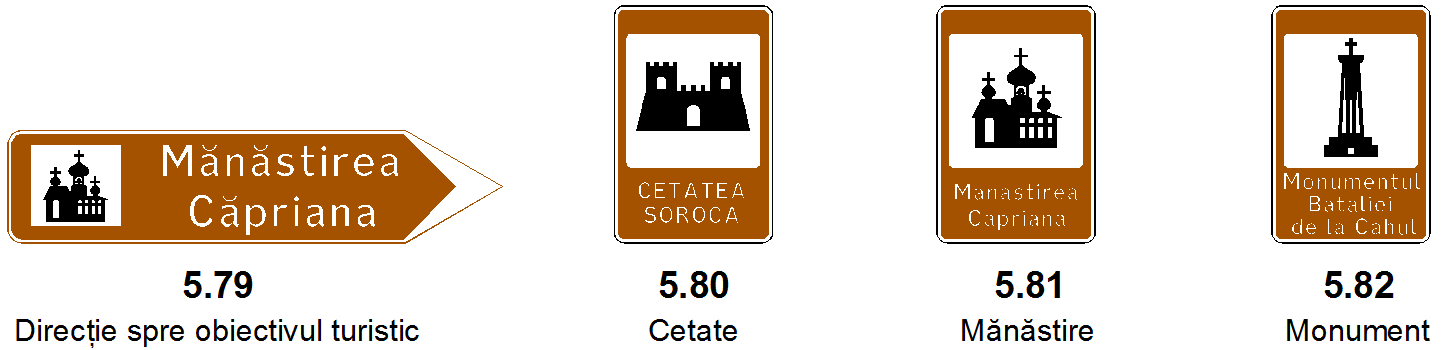 Mănăstirea
Căpriana
5.79
Direcție spre obiectivul turistic
CETATEA
SOROCA
5.80
Cetate
Manastirea
Capriana
5.81
Mănăstire
Monumentul
Bataliei
de la Cahul
5.82
Monument